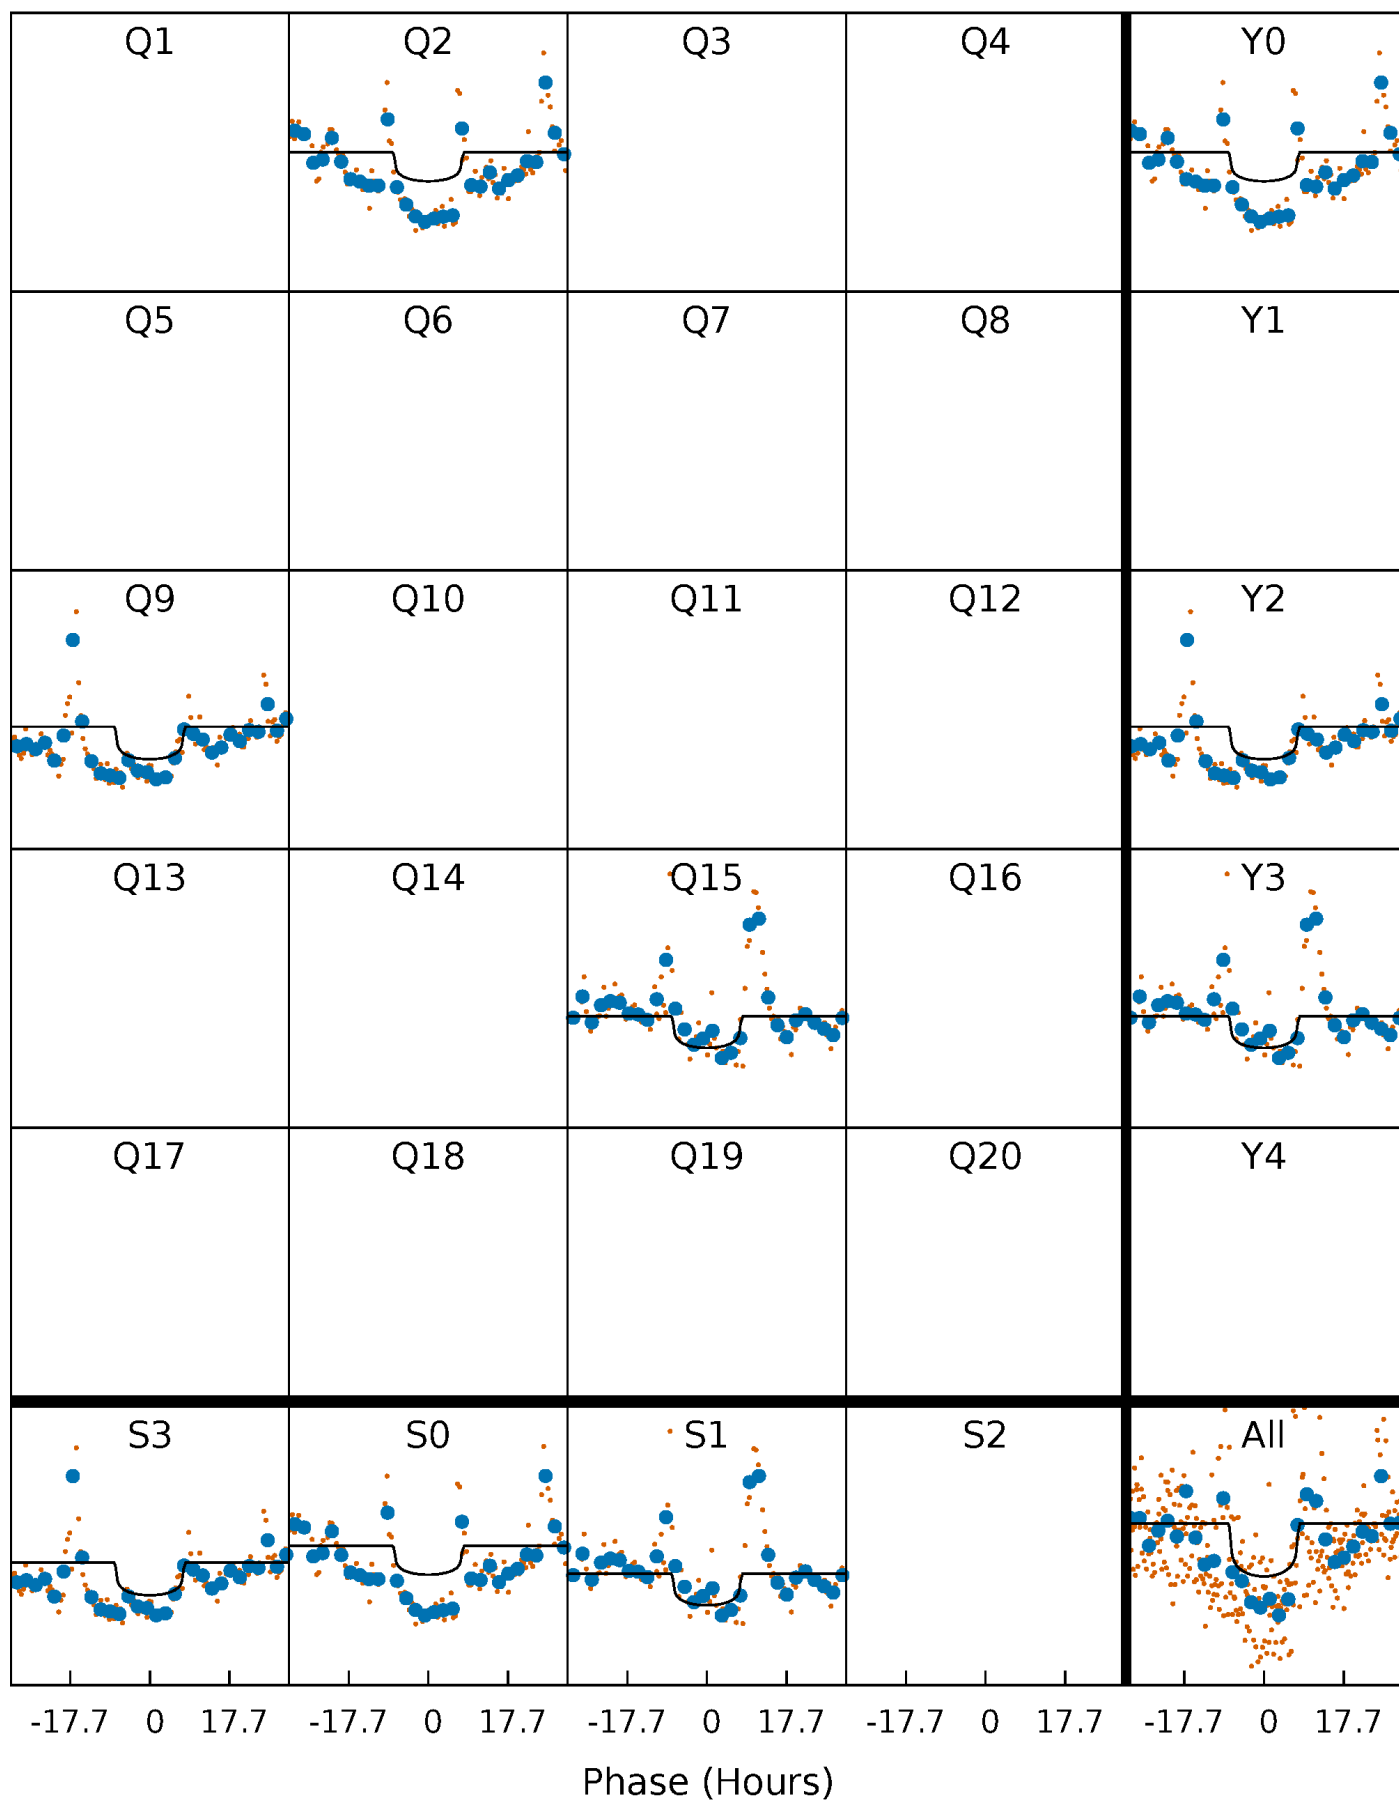 Q1 Q2 Q3 Q4 Y0
Q5 Q6 Q7 Q8 Y1
Q9 Q10 Q11 Q12 Y2
Q13 Q14 Q15 Q16 Y3
Q17 Q18 Q19 Q20 Y4
S3 S0 S1 S2 All
-17.7 0 17.7 -17.7 0 17.7 -17.7 0 17.7 -17.7 0 17.7 -17.7 0 17.7
Phase (Hours)